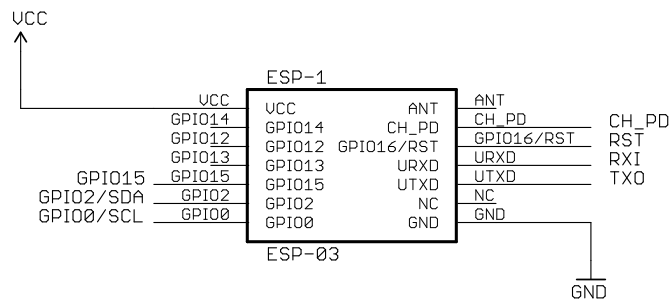 VCC
ESP-1
VCC VCC ANT ANT
GPIO14 GPIO14 CH_PD CH_PD CH_PD
GPIO12 GPIO12 GPIO16/RST GPIO16/RST RST
GPIO13 GPIO13 URXD URXD RXI
GPIO15 GPIO15 GPIO15 UTXD UTXD TXO
GPIO2/SDA GPIO2 GPIO2 NC NC
GPIO0/SCL GPIO0 GPIO0 GND GND
ESP-03
GND